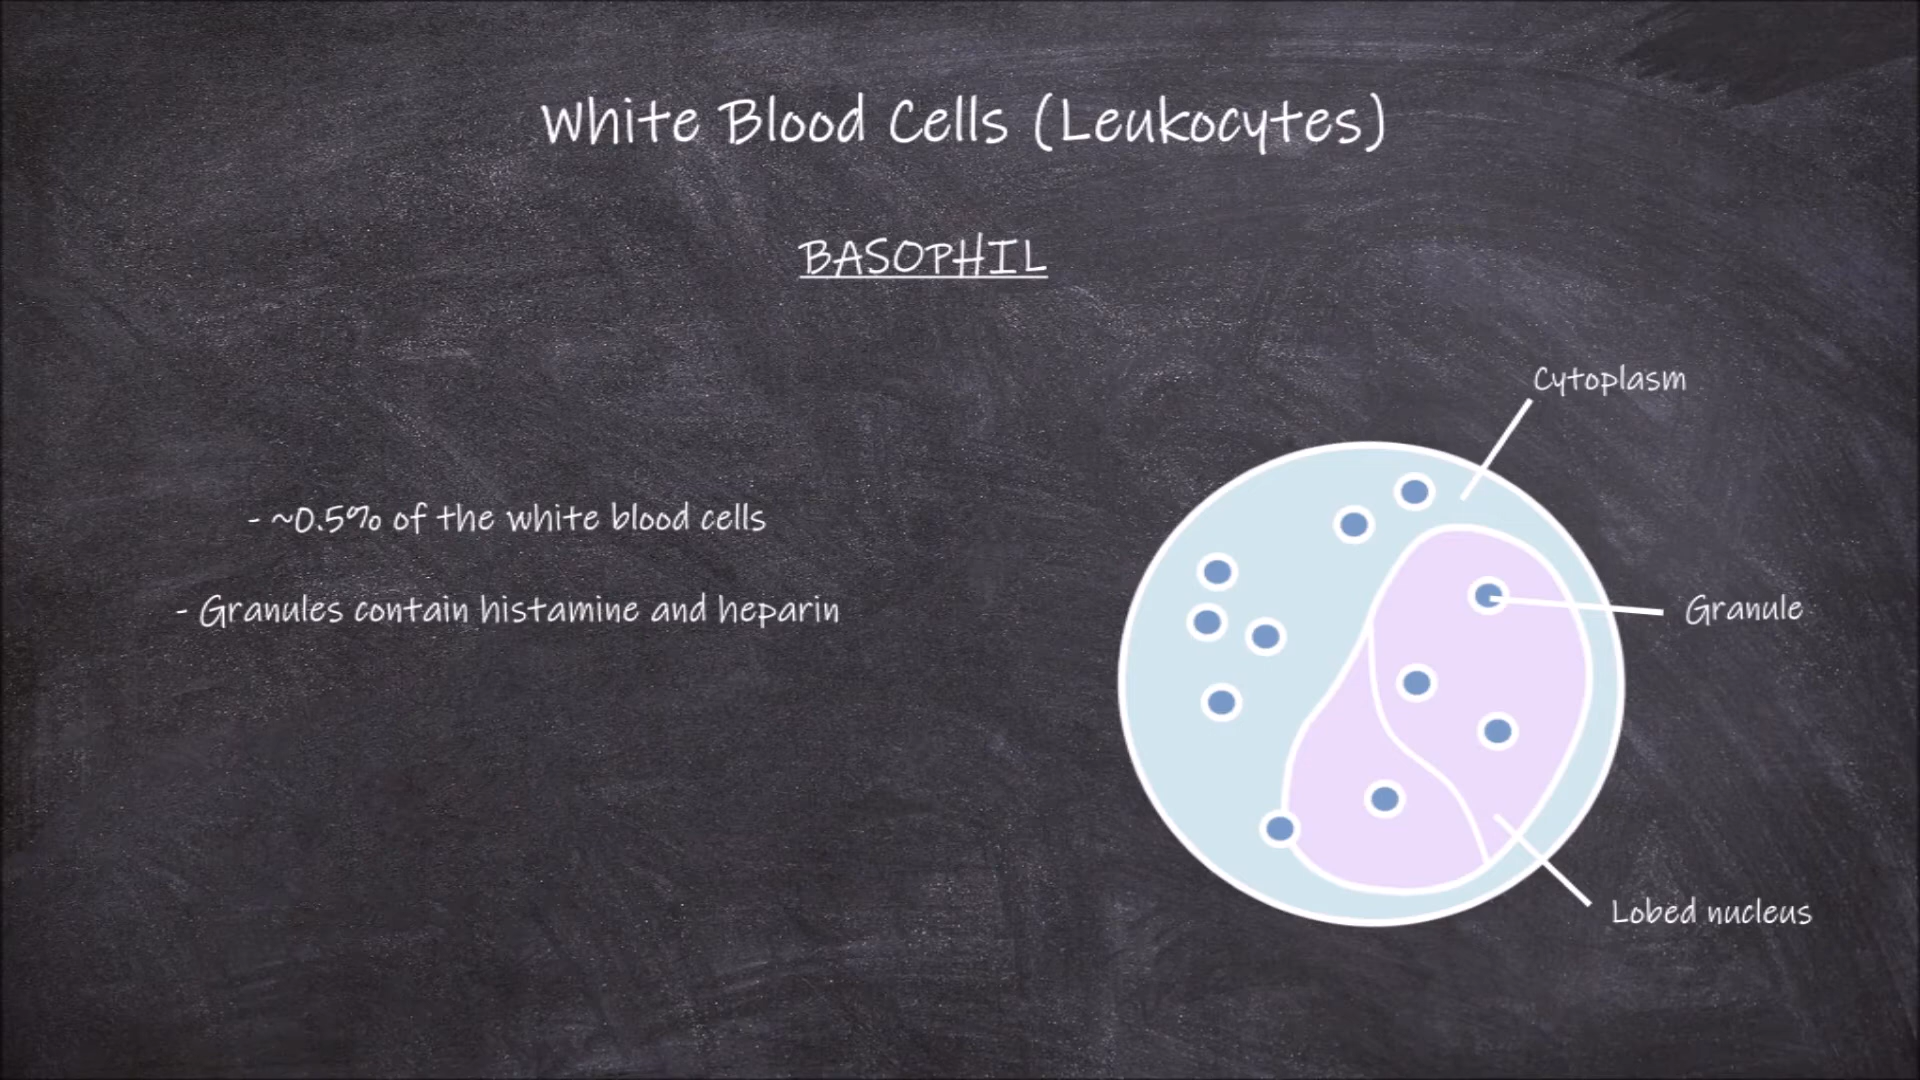 White Blood Cells (Leukocytes)
BASOPHIL
Cytoplasm
- ~0.5% of the white blood cells
- Granules contain histamine and heparin
Granule
Lobed nucleus